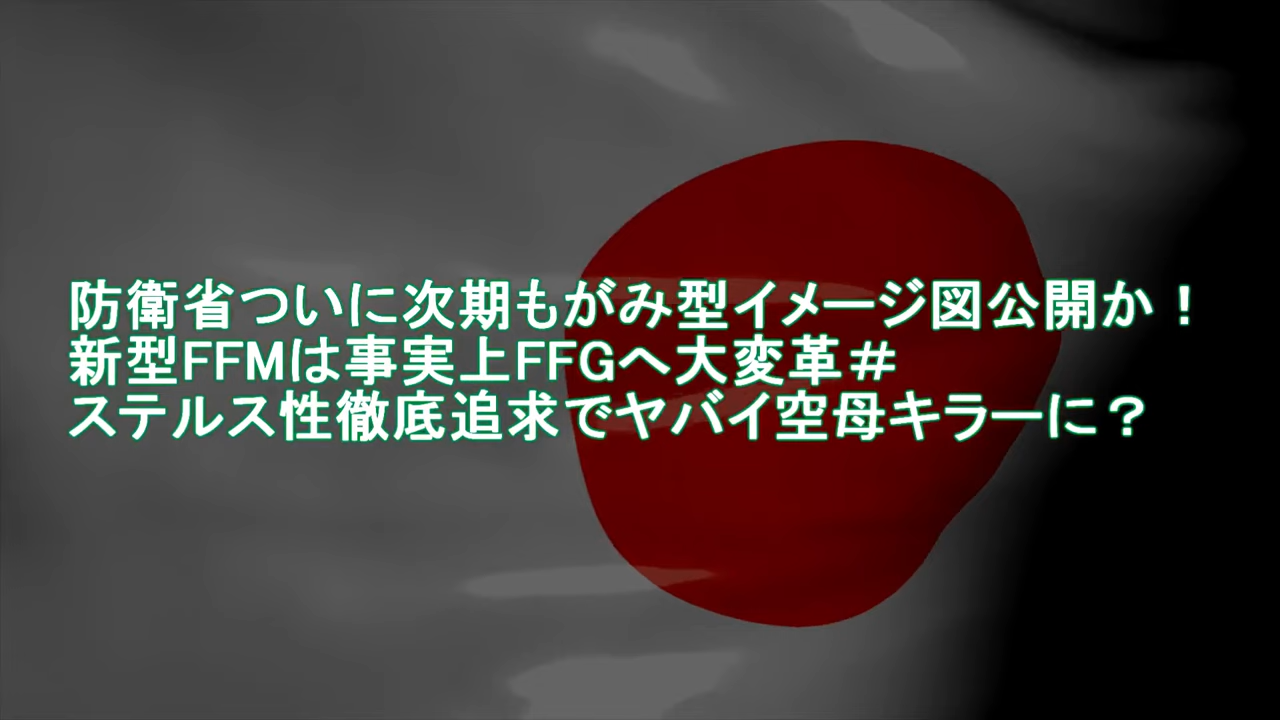 防衛省ついに次期もがみ型イメージ図公開か！
新型FFMは事実上FFGへ大変革＃
ステルス性徹底追求でヤバイ空母キラーに？